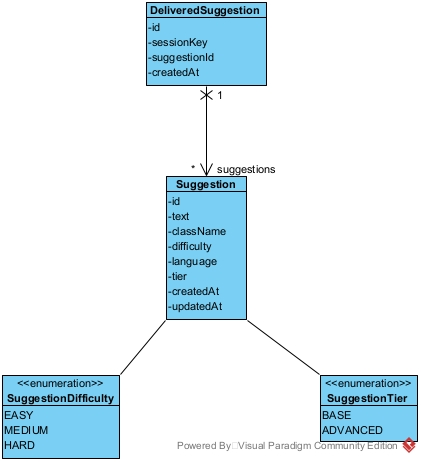 DeliveredSuggestion
-id
-sessionKey
-suggestionId
-createdAt
1
* suggestions
Suggestion
-id
-text
-className
-difficulty
-language
-tier
-createdAt
-updatedAt
<<enumeration>>
SuggestionDifficulty
EASY
MEDIUM
HARD
<<enumeration>>
SuggestionTier
BASE
ADVANCED
Powered By Visual Paradigm Community Edition